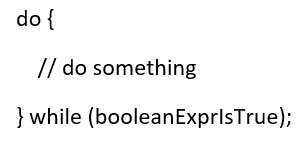 do {
// do something
} while (booleanExprIsTrue);